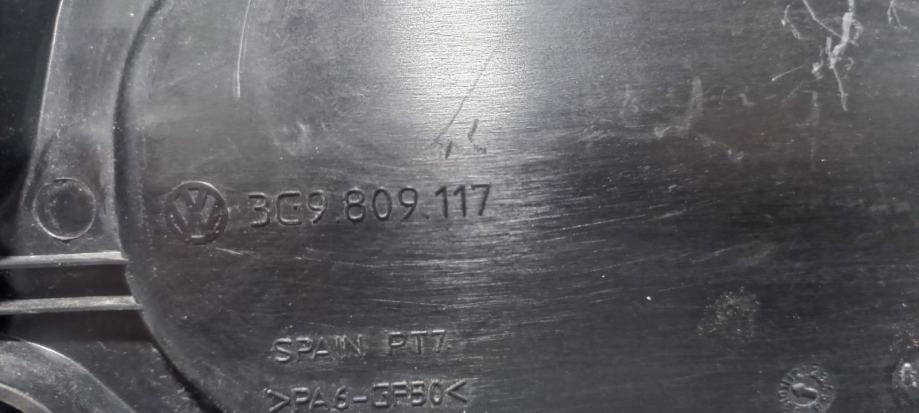 3G9.809.117
SPAIN PT7
>PA6-GF30<